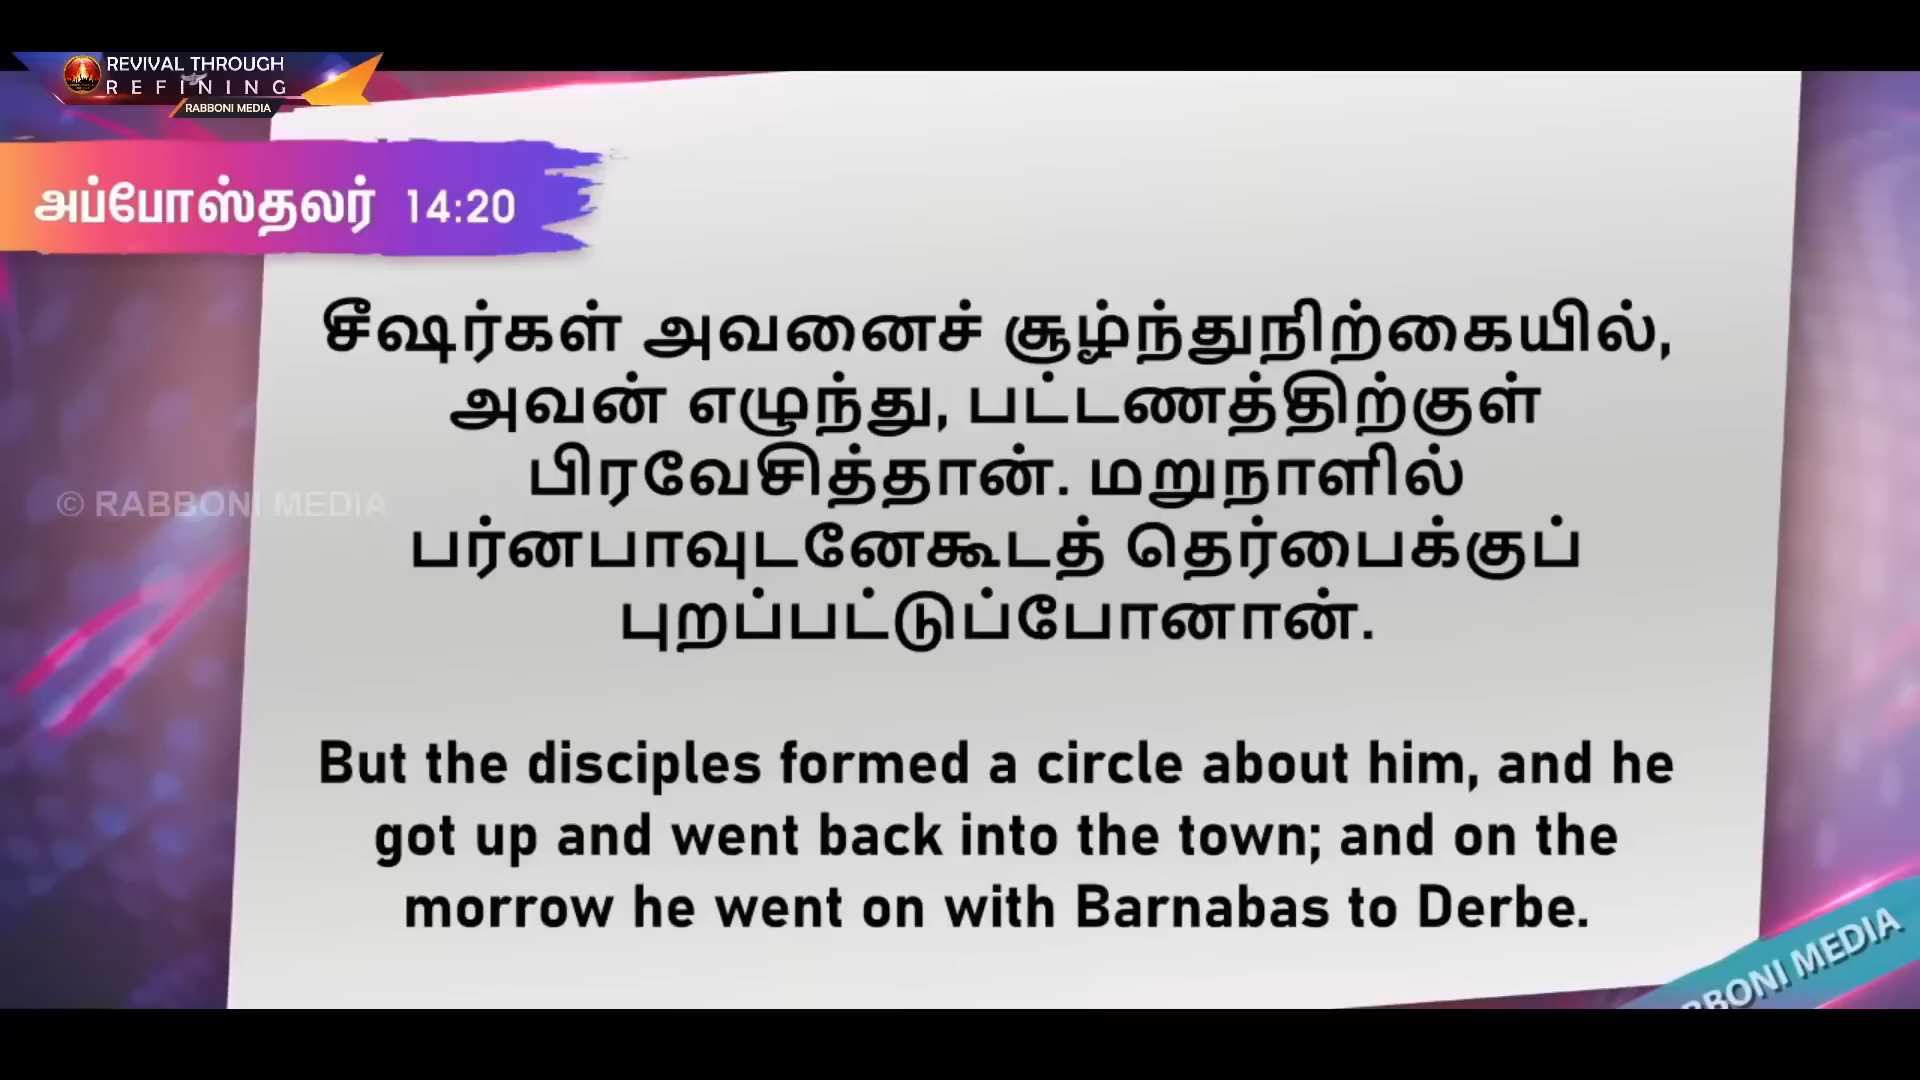 REVIVAL THROUGH
REFINING
RABBONI MEDIA
அப்போஸ்தலர் 14:20
சீஷர்கள் அவனைச் சூழ்ந்துநிற்கையில்,
அவன் எழுந்து, பட்டணத்திற்குள்
பிரவேசித்தான். மறுநாளில்
© RABBONI MEDIA
பர்னபாவுடனேகூடத் தெர்பைக்குப்
புறப்பட்டுப்போனான்.
But the disciples formed a circle about him, and he
got up and went back into the town; and on the
morrow he went on with Barnabas to Derbe.
BBONI MEDIA